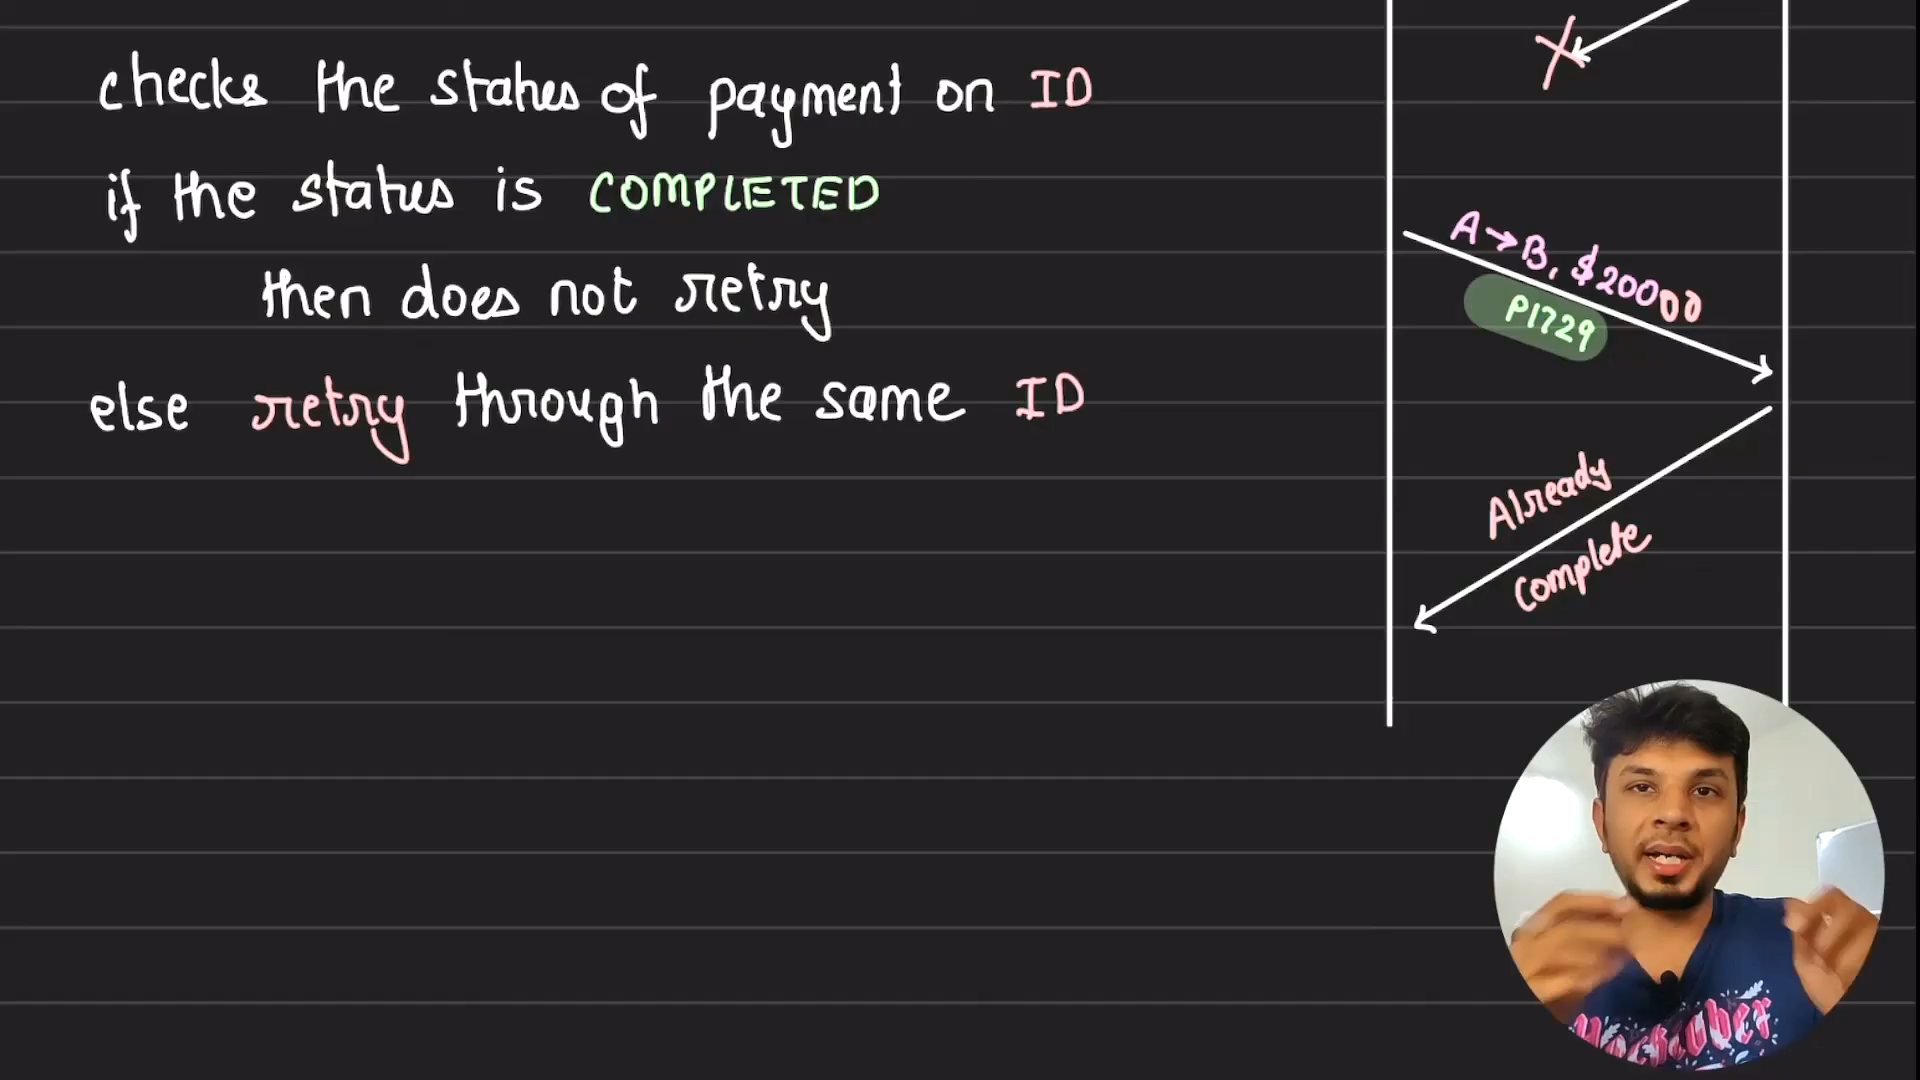 checks the status of payment on ID
if the status is COMPLETED
then does not retry
else retry through the same ID
A→B, $20000
P1729
Already
Complete
Hacktober